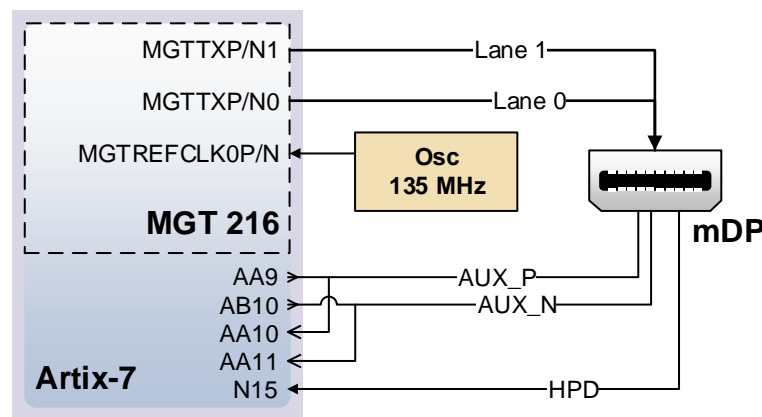 MGTTXP/N1
Lane 1
MGTTXP/N0
Lane 0
MGTREFCLK0P/N
Osc
135 MHz
MGT 216
mDP
AA9
AUX_P
AB10
AUX_N
AA10
AA11
Artix-7
N15
HPD